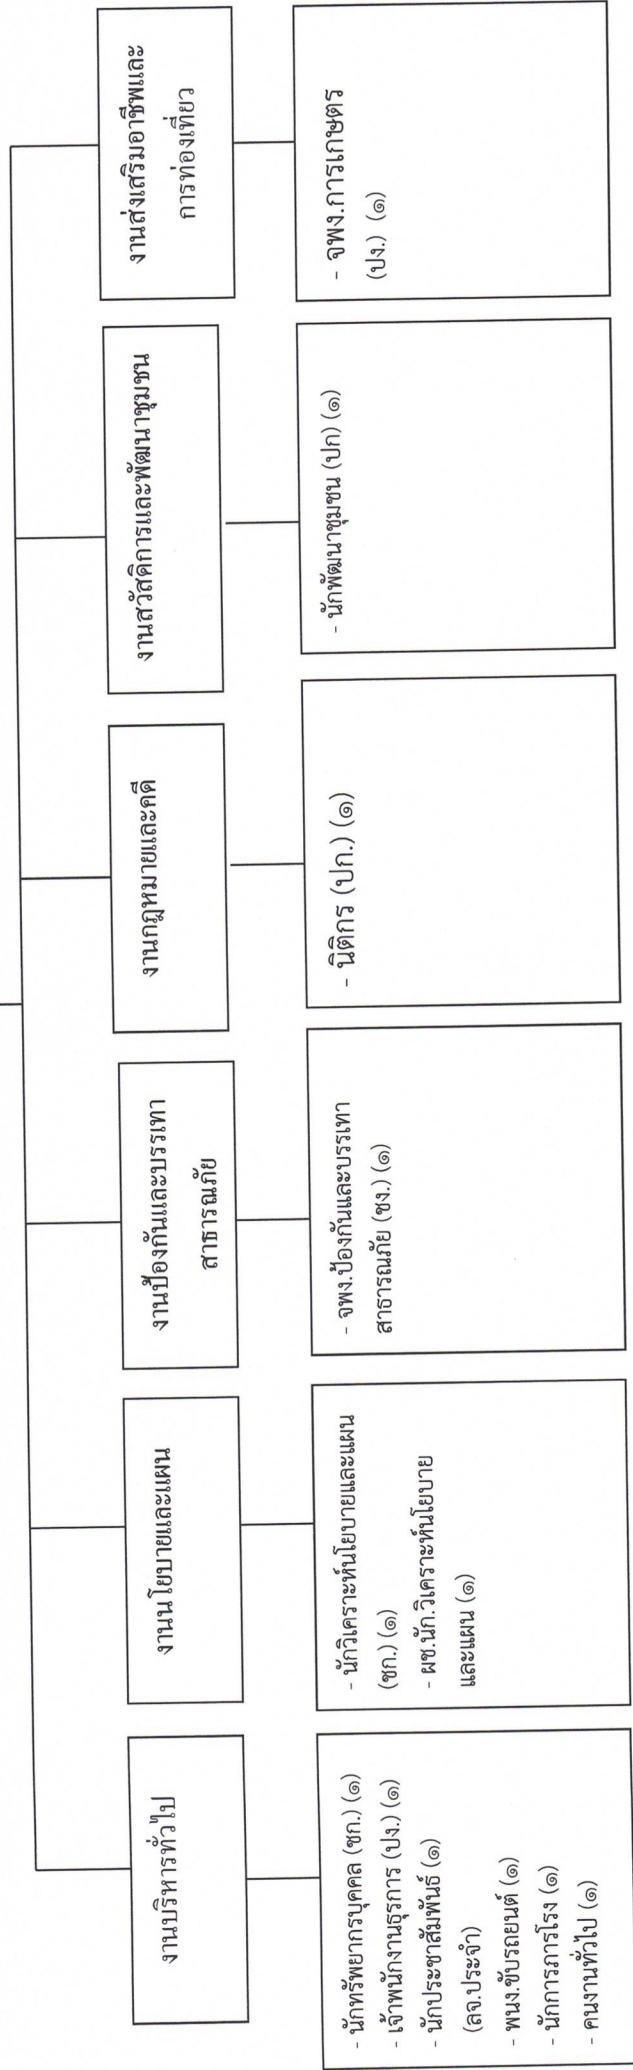 งานบริหารทั่วไป
- นักทรัพยากรบุคคล (ชก.) (๑)
- เจ้าพนักงานธุรการ (ปง.) (๑)
- นักประชาสัมพันธ์ (๑)
(ลจ.ประจำ)
- พนง.ขับรถยนต์ (๑)
- นักการภารโรง (๑)
- คนงานทั่วไป (๑)
งานนโยบายและแผน
- นักวิเคราะห์นโยบายและแผน
(ชก.) (๑)
- ผช.นัก.วิเคราะห์นโยบาย
และแผน (๑)
งานป้องกันและบรรเทา
สาธารณภัย
- จพง.ป้องกันและบรรเทา
สาธารณภัย (ชง.) (๑)
งานกฎหมายและคดี
- นิติกร (ปก.) (๑)
งานสวัสดิการและพัฒนาชุมชน
- นักพัฒนาชุมชน (ปก) (๑)
งานส่งเสริมอาชีพและ
การท่องเที่ยว
- จพง.การเกษตร
(ปง.) (๑)